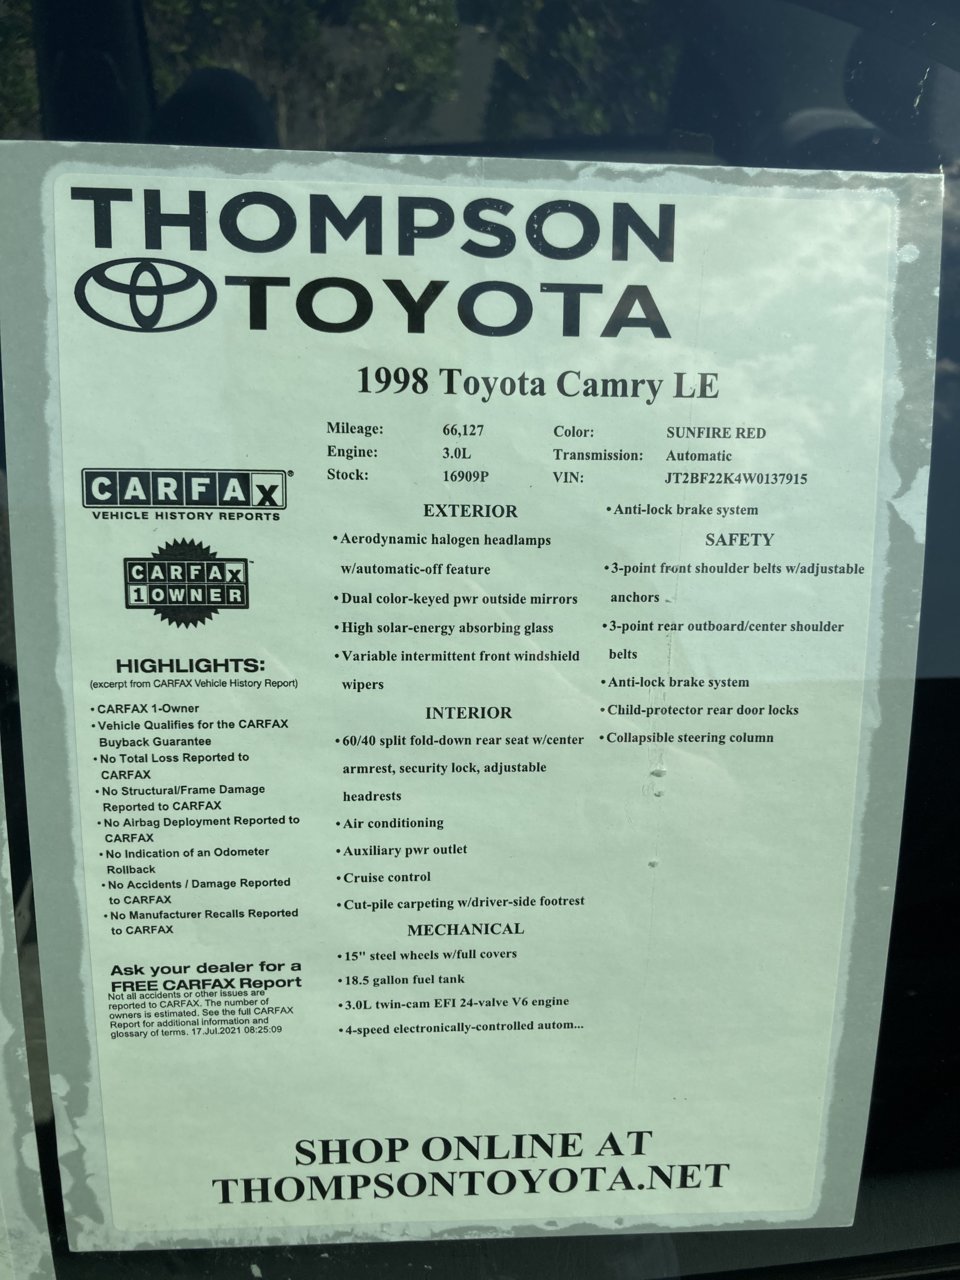 THOMPSON
TOYOTA
1998 Toyota Camry LE
Mileage: 66,127 Color: SUNFIRE RED
Engine: 3.0L Transmission: Automatic
Stock: 16909P VIN: JT2BF22K4W0137915
CARFAX®
VEHICLE HISTORY REPORTS
CARFAX™
1 OWNER
HIGHLIGHTS:
(excerpt from CARFAX Vehicle History Report)
• CARFAX 1-Owner
• Vehicle Qualifies for the CARFAX
Buyback Guarantee
• No Total Loss Reported to
CARFAX
• No Structural/Frame Damage
Reported to CARFAX
• No Airbag Deployment Reported to
CARFAX
• No Indication of an Odometer
Rollback
• No Accidents / Damage Reported
to CARFAX
• No Manufacturer Recalls Reported
to CARFAX
Ask your dealer for a
FREE CARFAX Report
Not all accidents or other issues are
reported to CARFAX. The number of
owners is estimated. See the full CARFAX
Report for additional information and
glossary of terms. 17.Jul.2021 08:25:09
EXTERIOR
• Aerodynamic halogen headlamps
w/automatic-off feature
• Dual color-keyed pwr outside mirrors
• High solar-energy absorbing glass
• Variable intermittent front windshield
wipers
INTERIOR
• 60/40 split fold-down rear seat w/center
armrest, security lock, adjustable
headrests
• Air conditioning
• Auxiliary pwr outlet
• Cruise control
• Cut-pile carpeting w/driver-side footrest
MECHANICAL
• 15" steel wheels w/full covers
• 18.5 gallon fuel tank
• 3.0L twin-cam EFI 24-valve V6 engine
• 4-speed electronically-controlled autom...
• Anti-lock brake system
SAFETY
• 3-point front shoulder belts w/adjustable
anchors
• 3-point rear outboard/center shoulder
belts
• Anti-lock brake system
• Child-protector rear door locks
• Collapsible steering column
SHOP ONLINE AT
THOMPSONTOYOTA.NET